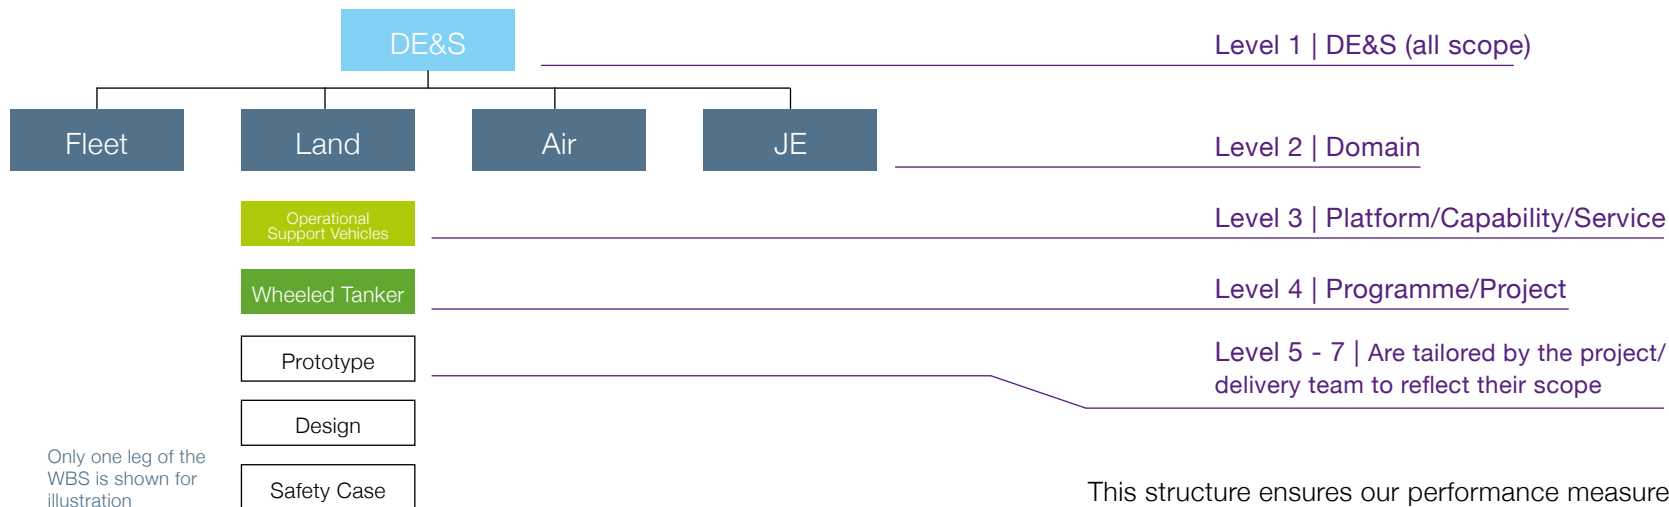 DE&S
Level 1 | DE&S (all scope)
Fleet
Land
Air
JE
Level 2 | Domain
Operational
Support Vehicles
Level 3 | Platform/Capability/Service
Wheeled Tanker
Level 4 | Programme/Project
Prototype
Level 5 - 7 | Are tailored by the project/
delivery team to reflect their scope
Design
Only one leg of the
WBS is shown for
illustration
Safety Case
This structure ensures our performance measure